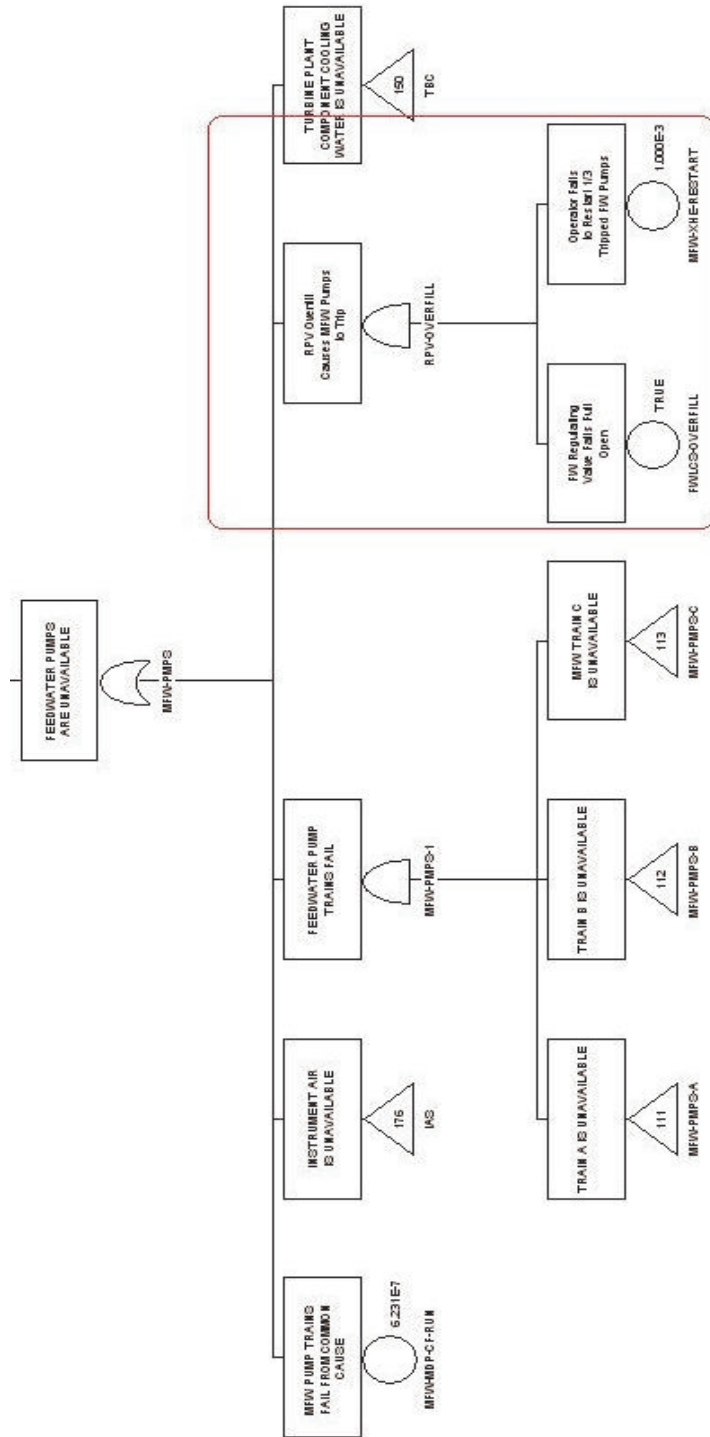 FEEDWATER PUMPS
ARE UNAVAILABLE
MFW-PMPS
MFW PUMP TRAINS
FAIL FROM COMMON
CAUSE
6.231E-7
MFW-MDP-CF-RUN
INSTRUMENT AIR
IS UNAVAILABLE
176
IAS
FEEDWATER PUMP
TRAINS FAIL
MFW-PMPS-1
RPV Overfill
Causes MFW Pumps
to Trip
RPV-OVERFILL
TURBINE PLANT
COMPONENT COOLING
WATER IS UNAVAILABLE
150
TBC
TRAIN A IS UNAVAILABLE
111
MFW-PMPS-A
TRAIN B IS UNAVAILABLE
112
MFW-PMPS-B
MFW TRAIN C
IS UNAVAILABLE
113
MFW-PMPS-C
FW Regulating
Valve Fails Full
Open
TRUE
FWLCS-OVERFILL
Operator Fails
to Restart 1/3
Tripped FW Pumps
1.000E-3
MFW-XHE-RESTART